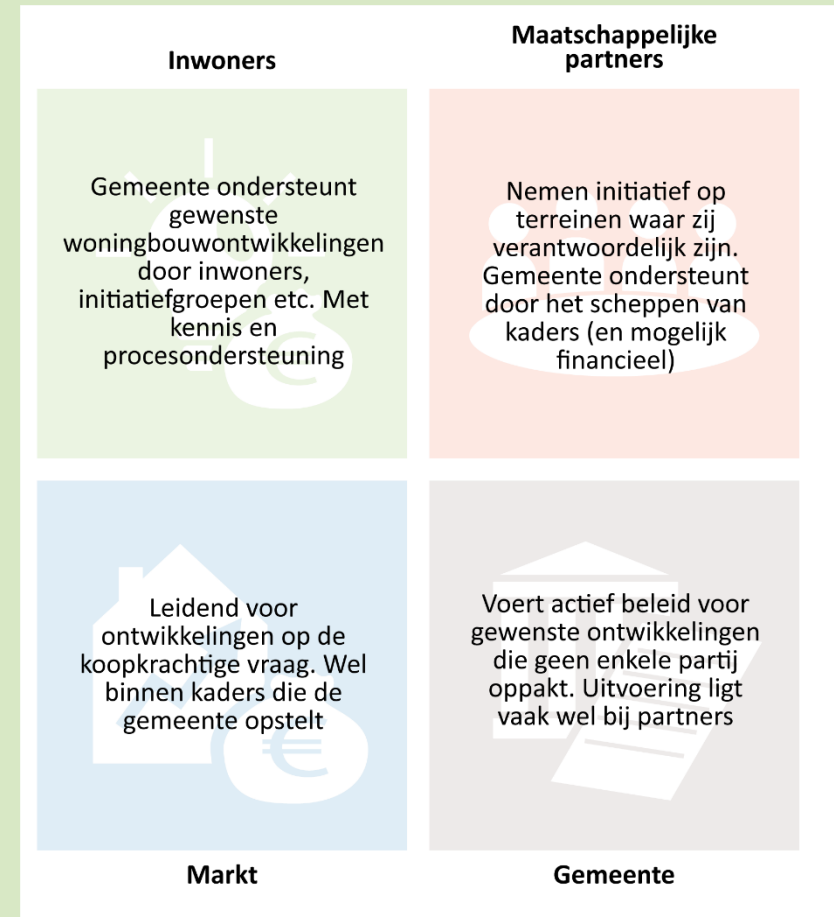 Inwoners
Gemeente ondersteunt
gewenste
woningbouwontwikkelingen
door inwoners,
initiatiefgroepen etc. Met
kennis en
procesondersteuning
Maatschappelijke
partners
Nemen initiatief op
terreinen waar zij
verantwoordelijk zijn.
Gemeente ondersteunt
door het scheppen van
kaders (en mogelijk
financieel)
Leidend voor
ontwikkelingen op de
koopkrachtige vraag. Wel
binnen kaders die de
gemeente opstelt
Markt
Voert actief beleid voor
gewenste ontwikkelingen
die geen enkele partij
oppakt. Uitvoering ligt
vaak wel bij partners
Gemeente